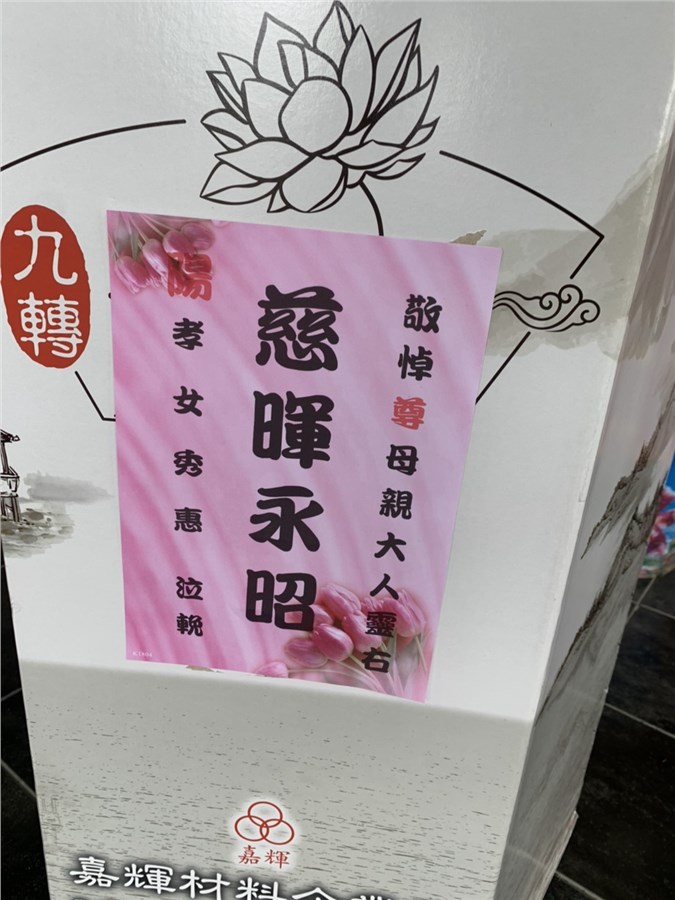 敬悼尊母親大人靈右
慈暉永昭
陽孝女秀惠 泣輓
九轉
嘉輝
嘉輝材料企業